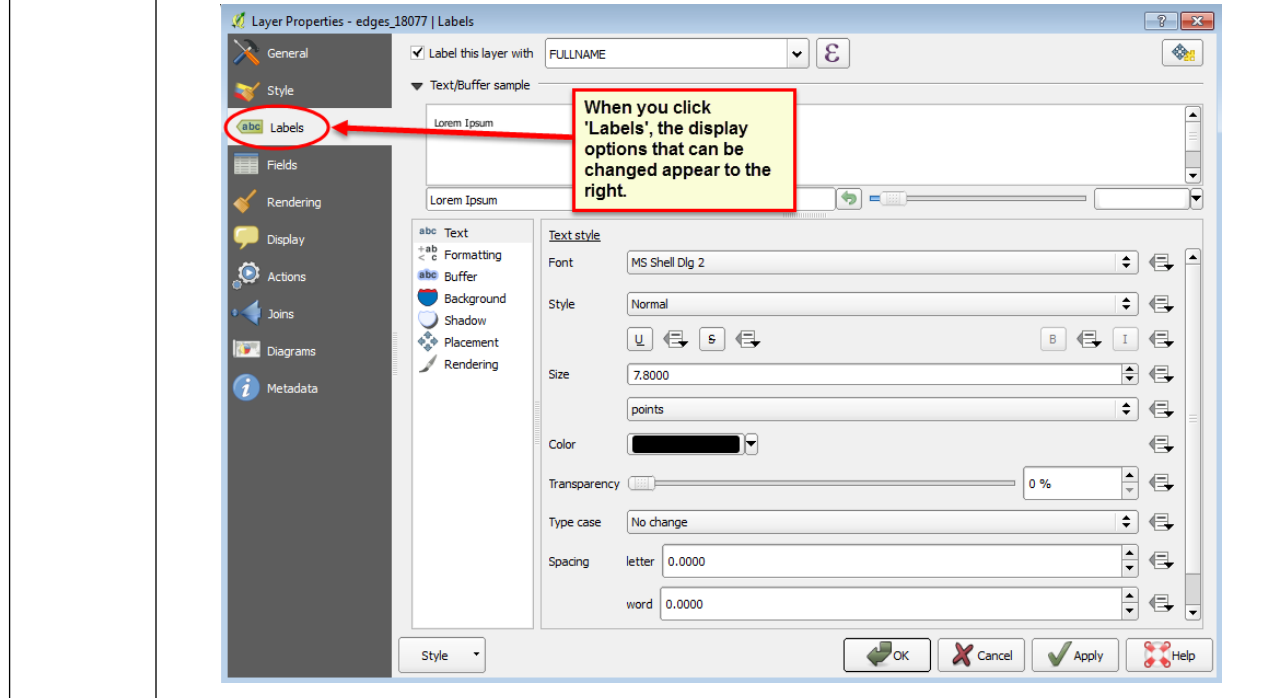 Layer Properties - edges_18077 | Labels
General
Style
Labels
Fields
Rendering
Display
Actions
Joins
Diagrams
Metadata
Label this layer with FULLNAME ε
Text/Buffer sample
Lorem Ipsum
When you click
'Labels', the display
options that can be
changed appear to the
right.
Lorem Ipsum
abc Text
+ab < c Formatting
abc Buffer
Background
Shadow
Placement
Rendering
Text style
Font MS Shell Dlg 2
Style Normal
U S B I
Size 7.8000
points
Color
Transparency 0 %
Type case No change
Spacing letter 0.0000
word 0.0000
Style
OK Cancel Apply Help